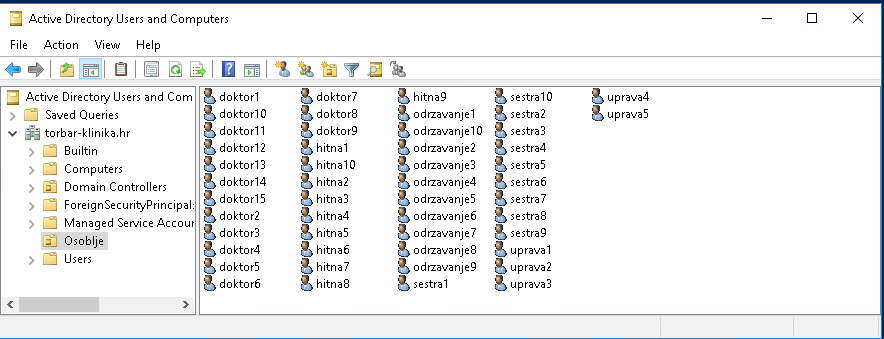 Active Directory Users and Computers
File Action View Help
Active Directory Users and Com
Saved Queries
torbar-klinika.hr
Builtin
Computers
Domain Controllers
ForeignSecurityPrincipals
Managed Service Accour
Osoblje
Users
doktor1
doktor10
doktor11
doktor12
doktor13
doktor14
doktor15
doktor2
doktor3
doktor4
doktor5
doktor6
doktor7
doktor8
doktor9
hitna1
hitna10
hitna2
hitna3
hitna4
hitna5
hitna6
hitna7
hitna8
hitna9
odrzavanje1
odrzavanje10
odrzavanje2
odrzavanje3
odrzavanje4
odrzavanje5
odrzavanje6
odrzavanje7
odrzavanje8
odrzavanje9
sestra1
sestra10
sestra2
sestra3
sestra4
sestra5
sestra6
sestra7
sestra8
sestra9
uprava1
uprava2
uprava3
uprava4
uprava5